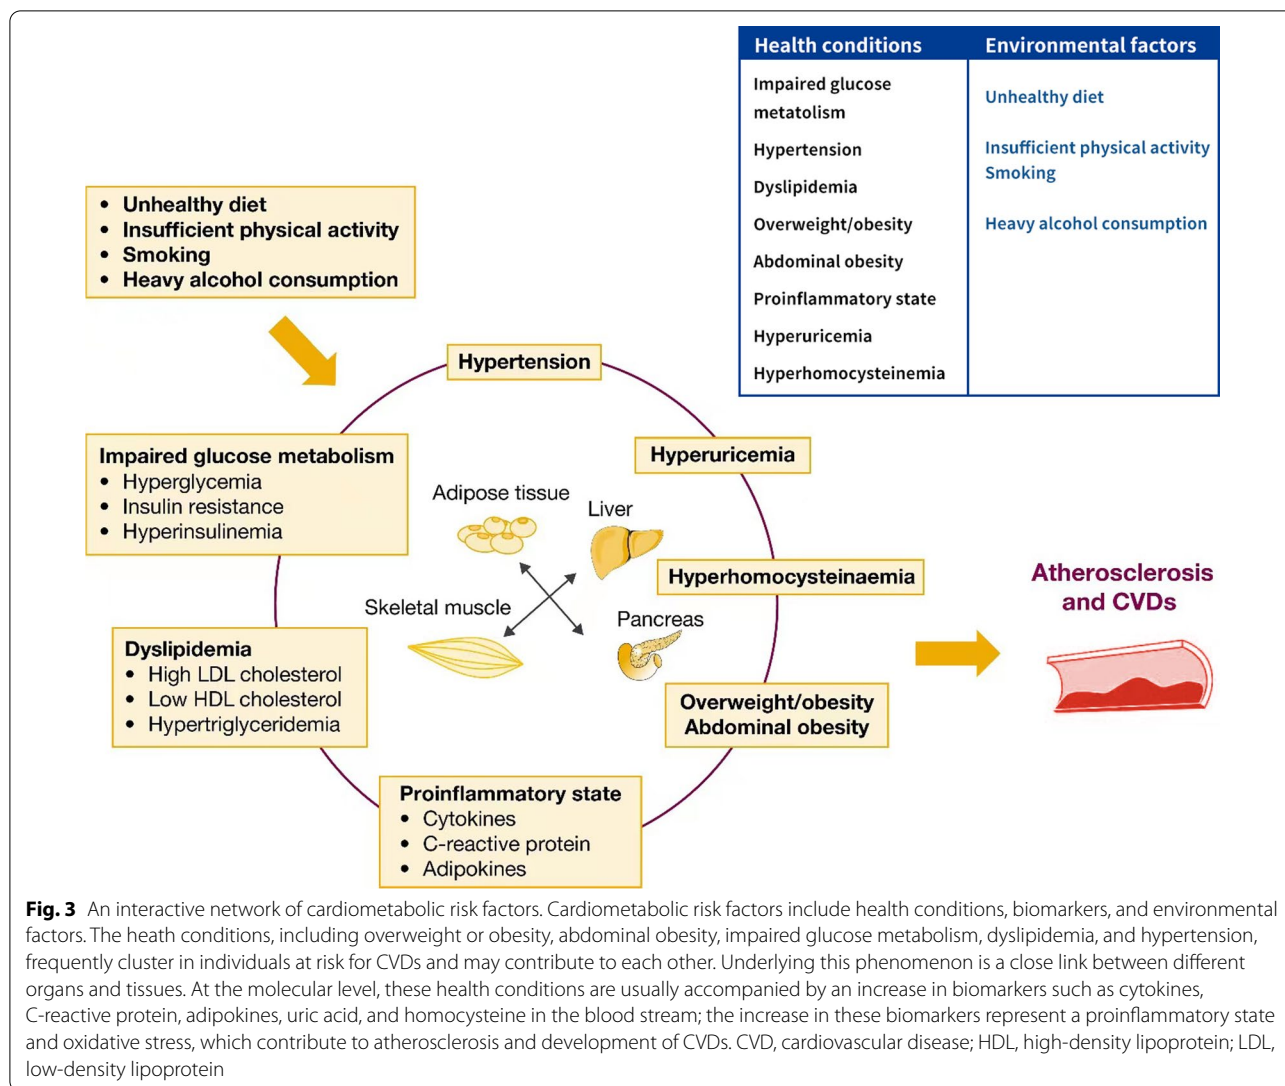 Health conditions
Environmental factors
Impaired glucose
metatolism
Hypertension
Dyslipidemia
Overweight/obesity
Abdominal obesity
Proinflammatory state
Hyperuricemia
Hyperhomocysteinemia
Unhealthy diet
Insufficient physical activity
Smoking
Heavy alcohol consumption
• Unhealthy diet
• Insufficient physical activity
• Smoking
• Heavy alcohol consumption
Hypertension
Impaired glucose metabolism
• Hyperglycemia
• Insulin resistance
• Hyperinsulinemia
Hyperuricemia
Adipose tissue
Liver
Hyperhomocysteinaemia
Skeletal muscle
Pancreas
Atherosclerosis
and CVDs
Dyslipidemia
• High LDL cholesterol
• Low HDL cholesterol
• Hypertriglyceridemia
Overweight/obesity
Abdominal obesity
Proinflammatory state
• Cytokines
• C-reactive protein
• Adipokines
Fig. 3 An interactive network of cardiometabolic risk factors. Cardiometabolic risk factors include health conditions, biomarkers, and environmental
factors. The heath conditions, including overweight or obesity, abdominal obesity, impaired glucose metabolism, dyslipidemia, and hypertension,
frequently cluster in individuals at risk for CVDs and may contribute to each other. Underlying this phenomenon is a close link between different
organs and tissues. At the molecular level, these health conditions are usually accompanied by an increase in biomarkers such as cytokines,
C-reactive protein, adipokines, uric acid, and homocysteine in the blood stream; the increase in these biomarkers represent a proinflammatory state
and oxidative stress, which contribute to atherosclerosis and development of CVDs. CVD, cardiovascular disease; HDL, high-density lipoprotein; LDL,
low-density lipoprotein